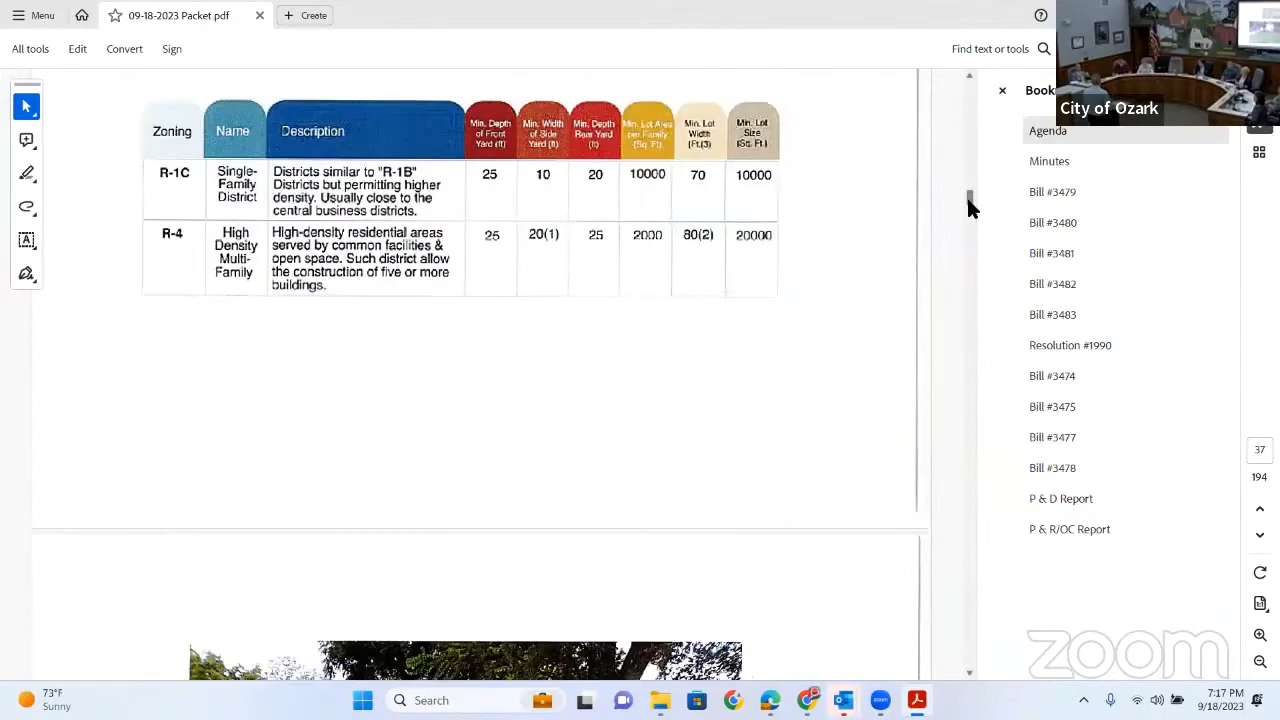 Menu
09-18-2023 Packet.pdf
Create
All tools
Edit
Convert
Sign
Find text or tools
City of Ozark
Book
Agenda
Minutes
Bill #3479
Bill #3480
Bill #3481
Bill #3482
Bill #3483
Resolution #1990
Bill #3474
Bill #3475
Bill #3477
Bill #3478
P & D Report
P & R/OC Report
37
194
Zoning
Name
Description
Min. Depth
of Front
Yard (ft)
Min. Width
of Side
Yard (ft)
Min. Depth
Rear Yard
(ft)
Min. Lot Area
per Family
(Sq. Ft.)
Min. Lot
Width
(Ft.(3)
Min. Lot
Size
(Sq. Ft.)
R-1C
Single-
Family
District
Districts similar to "R-1B"
Districts but permitting higher
density. Usually close to the
central business districts.
25
10
20
10000
70
10000
R-4
High
Density
Multi-
Family
High-density residential areas
served by common facilities &
open space. Such district allow
the construction of five or more
buildings.
25
20(1)
25
2000
80(2)
20000
zoom
73°F
Sunny
Search
7:17 PM
9/18/2023